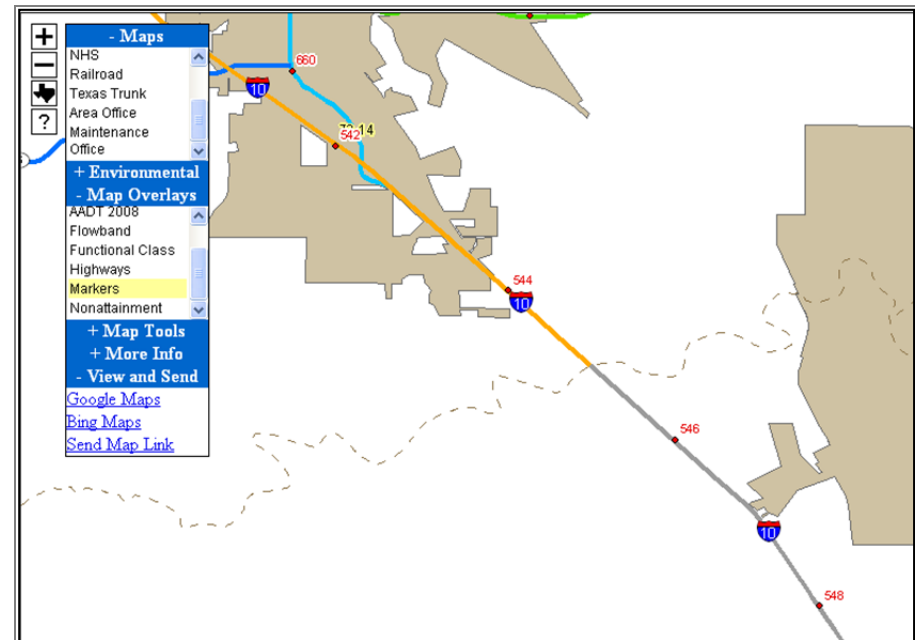 - Maps
NHS
Railroad
Texas Trunk
Area Office
Maintenance
Office
+ Environmental
- Map Overlays
AADT 2008
Flowband
Functional Class
Highways
Markers
Nonattainment
+ Map Tools
+ More Info
- View and Send
Google Maps
Bing Maps
Send Map Link
?
660
10
542
544
10
546
10
548